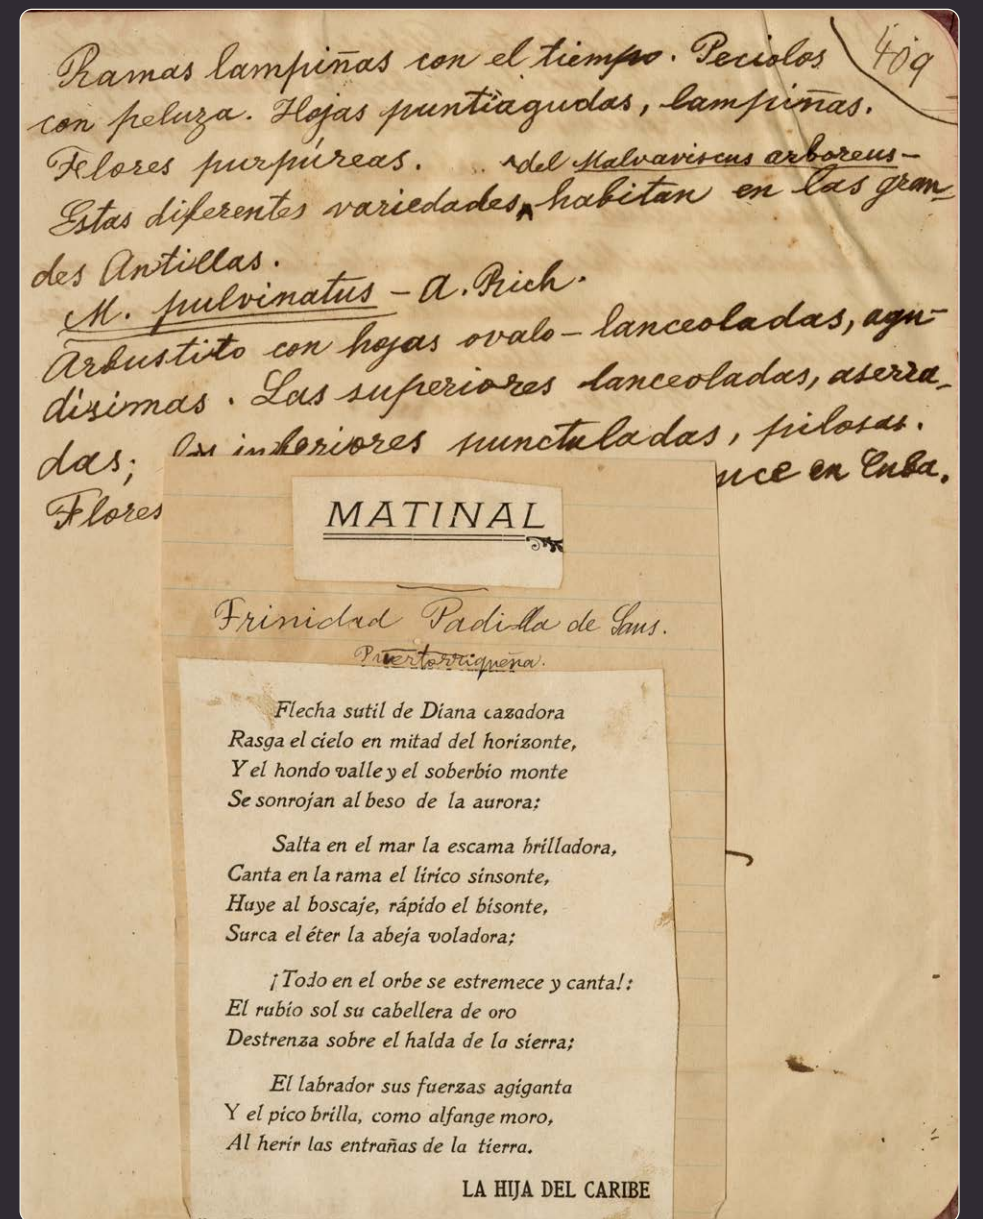 409
Ramas lampiñas con el tiempo. Peciolos
con peluza. Hojas puntiagudas, lampiñas.
Flores purpúreas.
del Malvaviscus arboreus-
Estas diferentes variedades, habitan en las gran-
des Antillas.
M. pulvinatus - A. Rich.
Arbustito con hojas ovalo-lanceoladas, agu-
disimas. Las superiores lanceoladas, aserra-
das; las inferiores punctuladas, pilosas.
Flores en Cuba.
MATINAL
Trinidad Padilla de Sans.
Puertorriqueña.
Flecha sutil de Diana cazadora
Rasga el cielo en mitad del horizonte,
Y el hondo valle y el soberbio monte
Se sonrojan al beso de la aurora;
Salta en el mar la escama brilladora,
Canta en la rama el lírico sinsonte,
Huye al boscaje, rápido el bisonte,
Surca el éter la abeja voladora;
¡Todo en el orbe se estremece y canta!:
El rubio sol su cabellera de oro
Destrenza sobre el halda de la sierra;
El labrador sus fuerzas agiganta
Y el pico brilla, como alfange moro,
Al herir las entrañas de la tierra.
LA HIJA DEL CARIBE